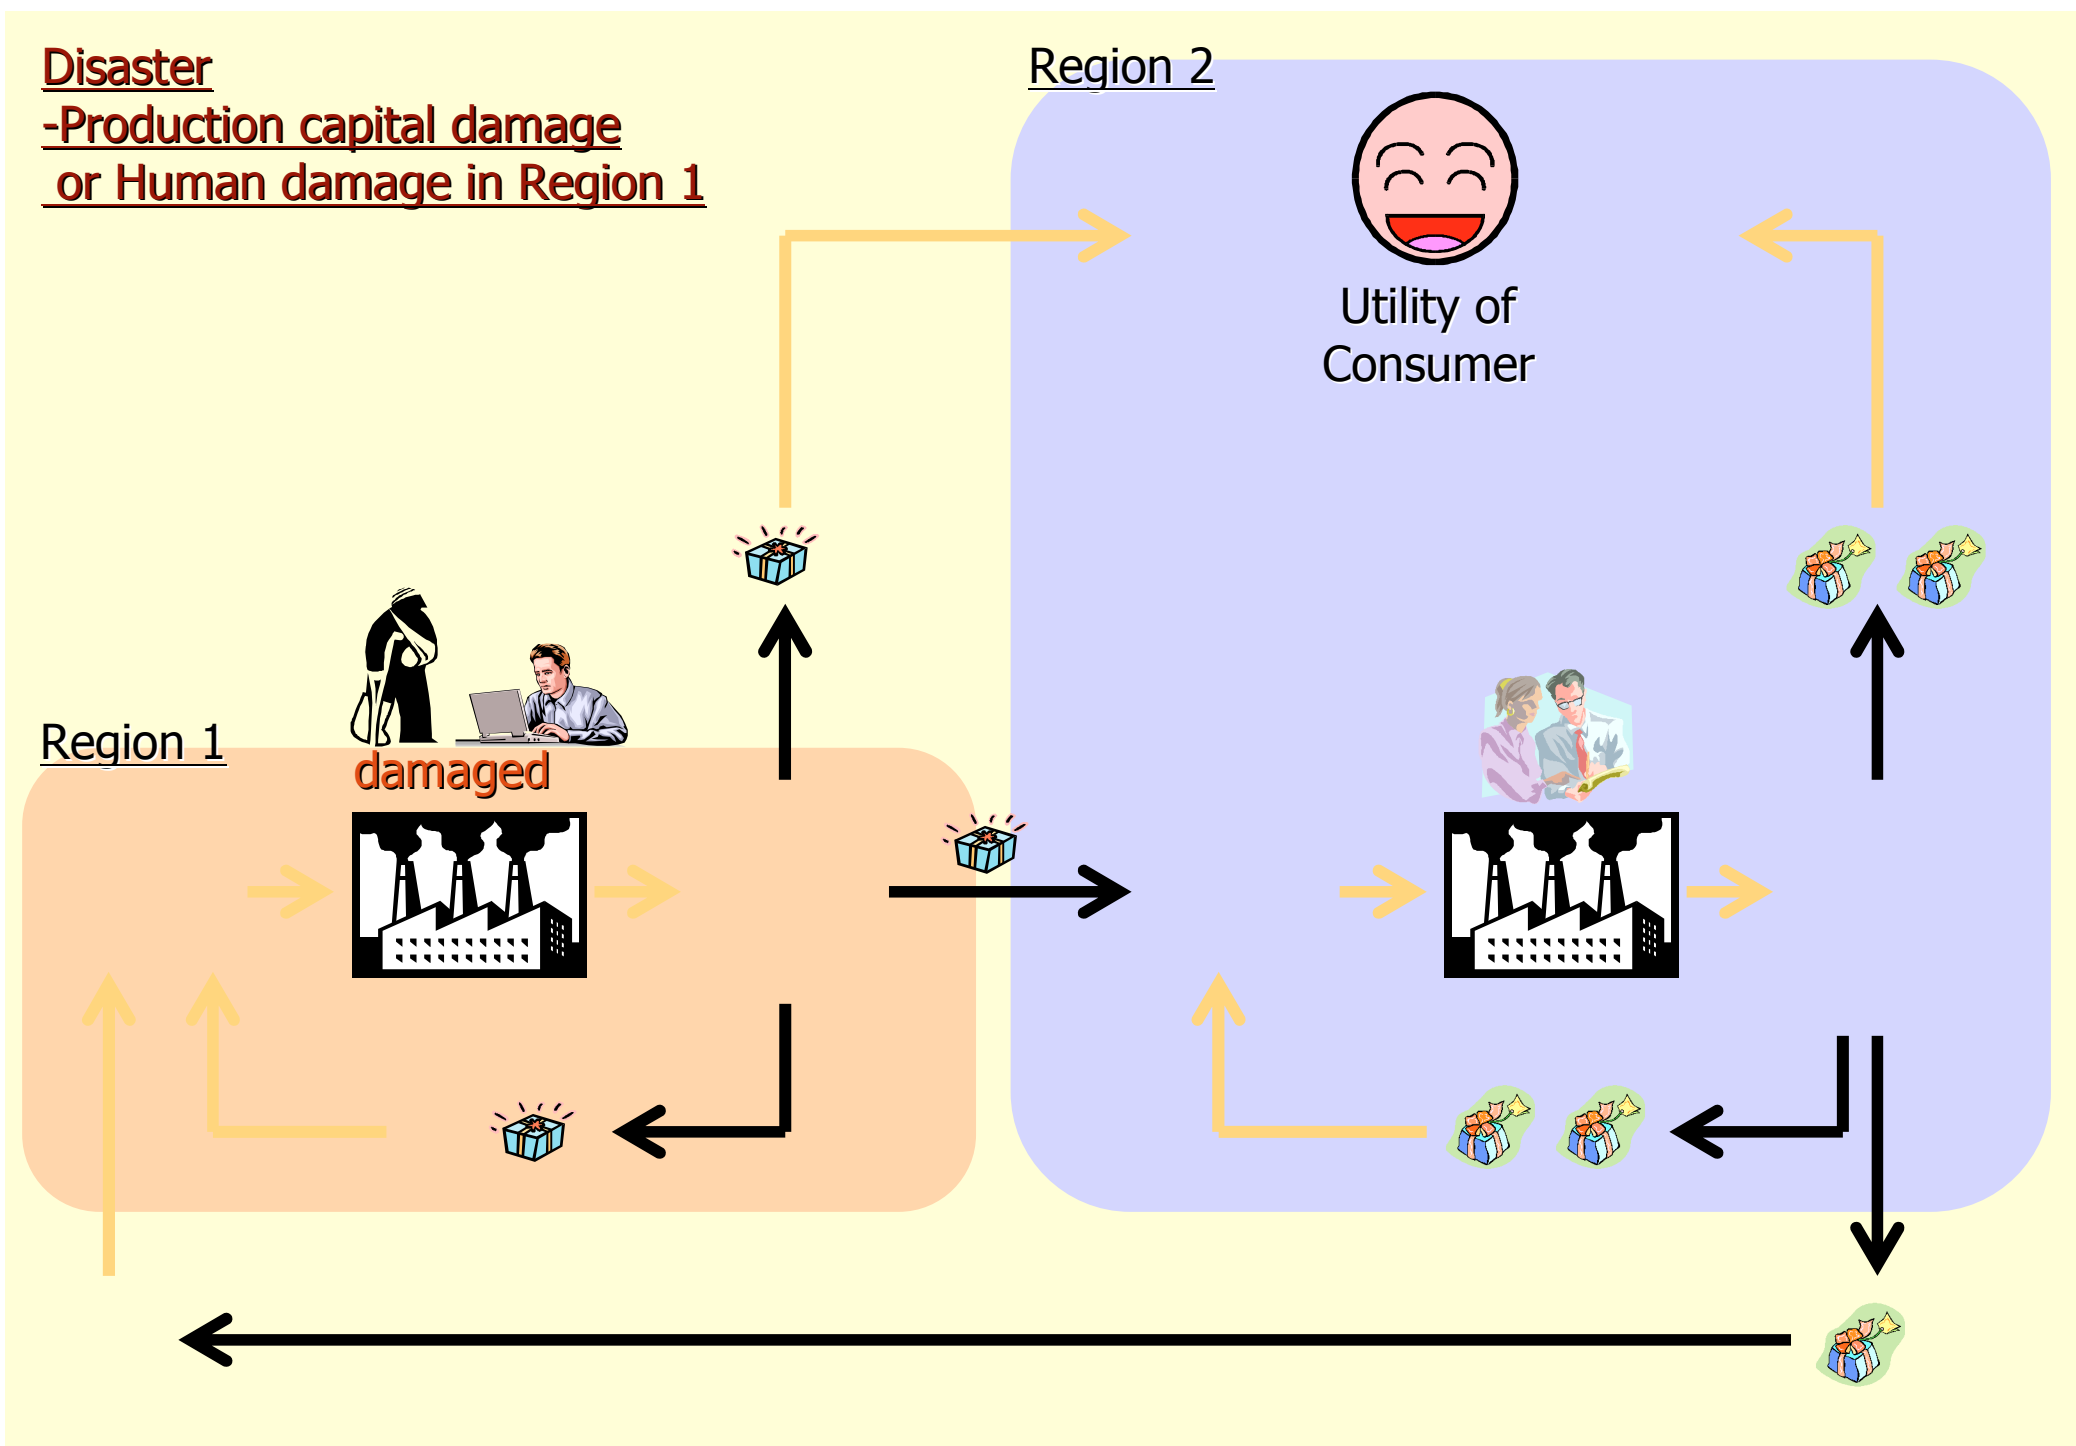 Disaster
-Production capital damage
or Human damage in Region 1
Region 2
Utility of
Consumer
Region 1
damaged